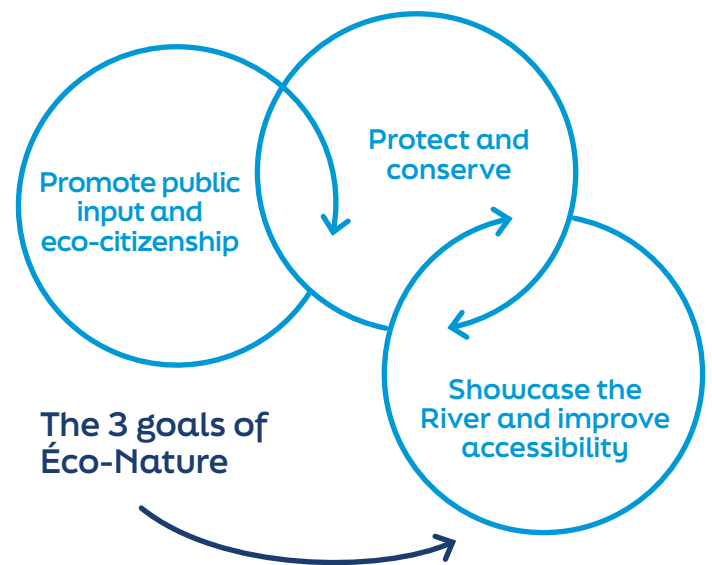 Promote public
input and
eco-citizenship
Protect and
conserve
Showcase the
River and improve
accessibility
The 3 goals of
Éco-Nature